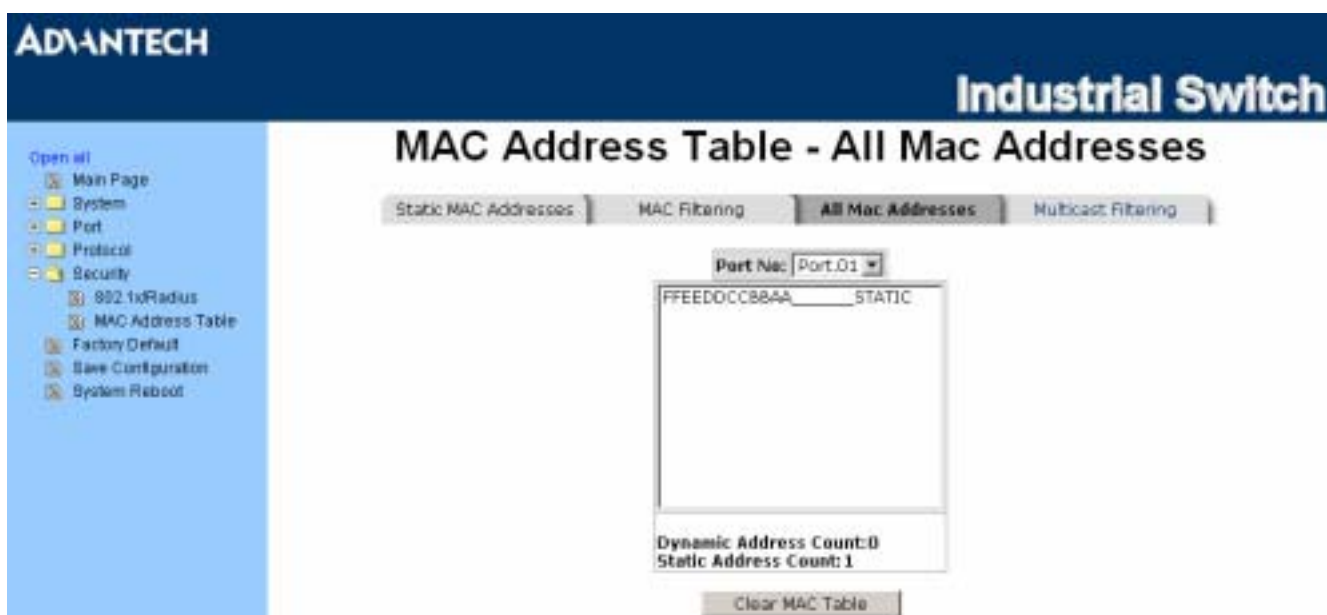 ADVANTECH
Industrial Switch
MAC Address Table - All Mac Addresses
Open all
Main Page
System
Port
Protocol
Security
802.1x/Radius
MAC Address Table
Factory Default
Save Configuration
System Reboot
Static MAC Addresses
MAC Filtering
All Mac Addresses
Multicast Filtering
Port No: Port.01
FFEEDDCCBBAA______STATIC
Dynamic Address Count:0
Static Address Count:1
Clear MAC Table